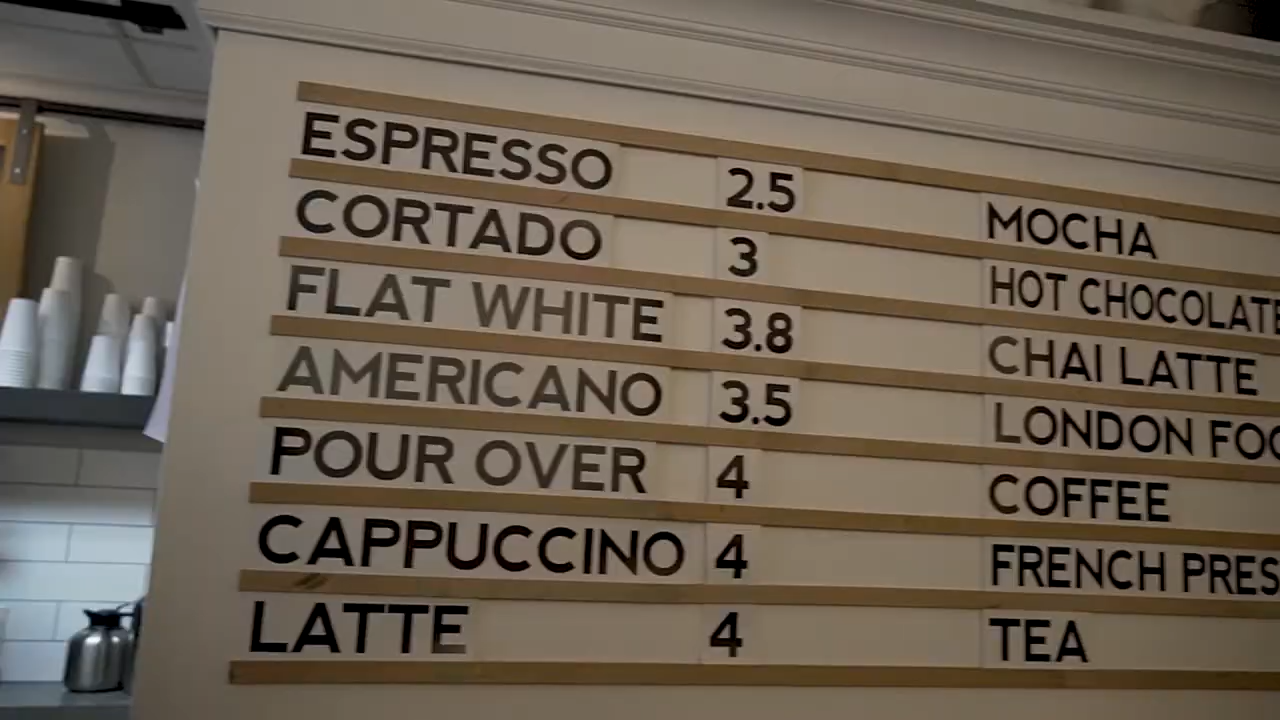 ESPRESSO 2.5
CORTADO 3
FLAT WHITE 3.8
AMERICANO 3.5
POUR OVER 4
CAPPUCCINO 4
LATTE 4
MOCHA
HOT CHOCOLATE
CHAI LATTE
LONDON
COFFEE
FRENCH
TEA